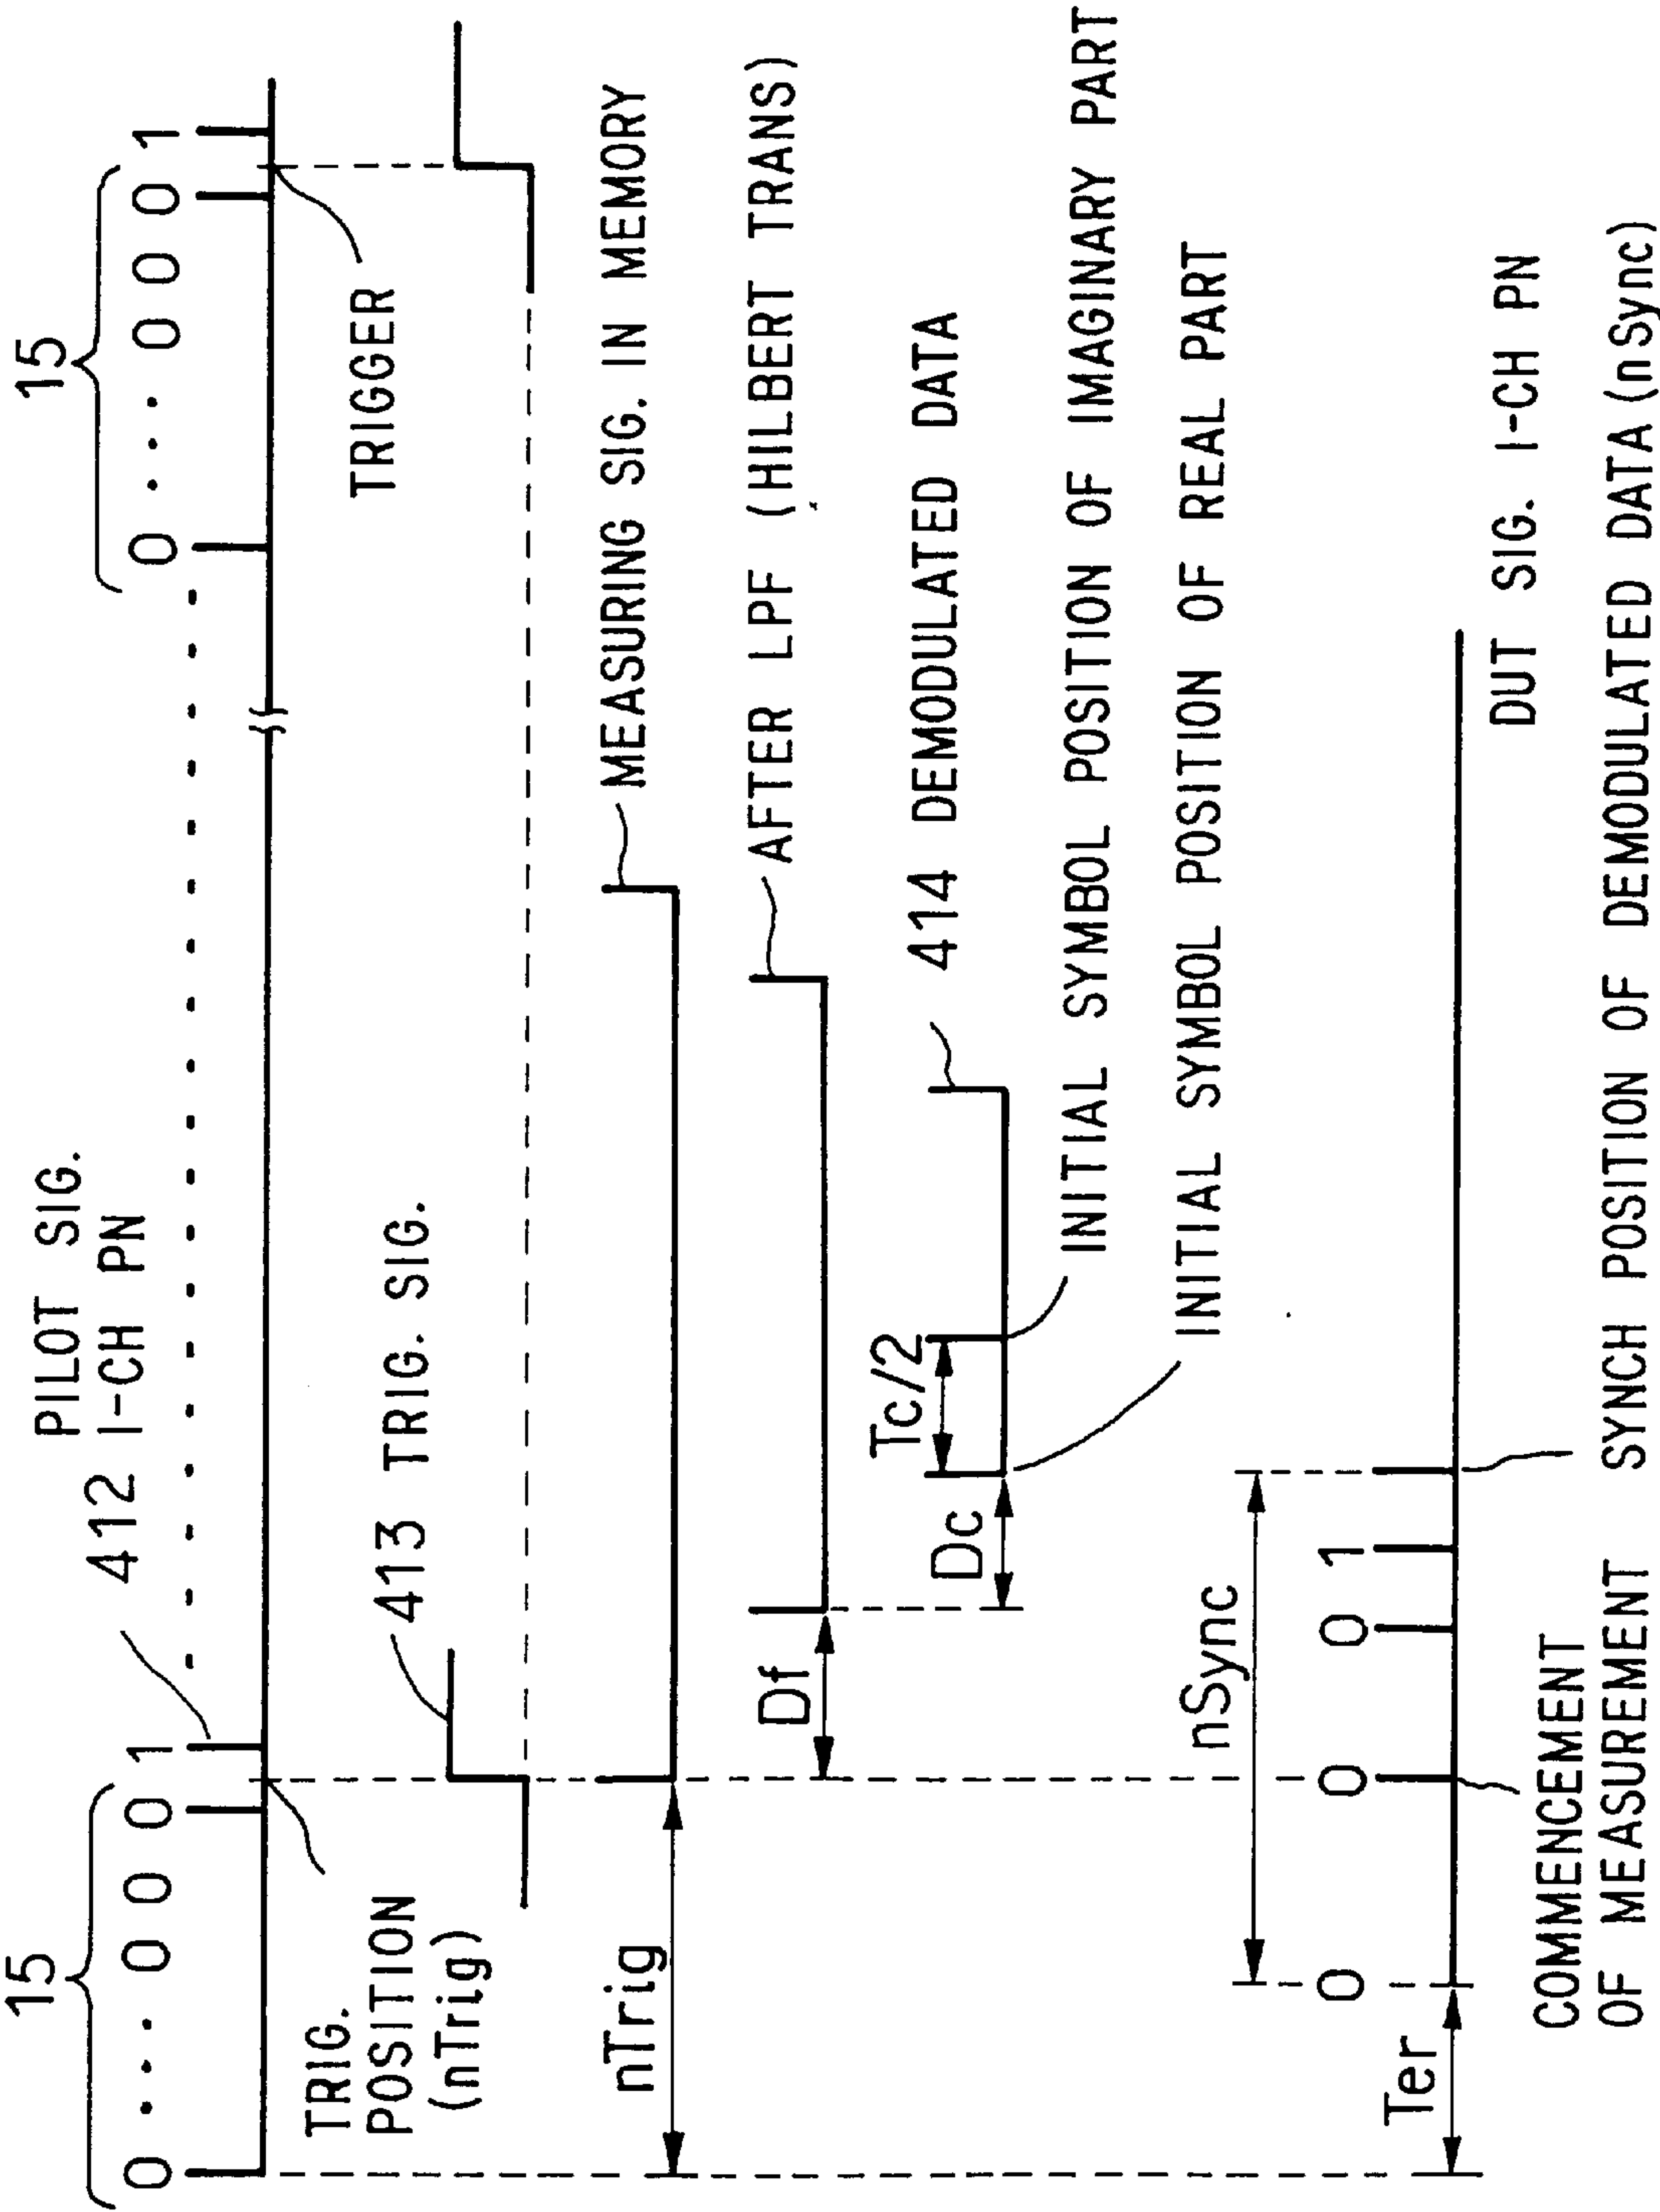 15
0 · · · 0 0 0 1
PILOT SIG.
412 I-CH PN
15
0 · · · 0 0 0 1
TRIG.
POSITION
(nTrig)
413 TRIG. SIG.
TRIGGER
nTrig
MEASURING SIG. IN MEMORY
Df
AFTER LPF (HILBERT TRANS)
Dc
Tc/2
414 DEMODULATED DATA
INITIAL SYMBOL POSITION OF IMAGINARY PART
INITIAL SYMBOL POSITION OF REAL PART
nSync
0 0 0 1
Ter
DUT SIG. I-CH PN
COMMENCEMENT
OF MEASUREMENT
SYNCH POSITION OF DEMODULATED DATA (nSync)